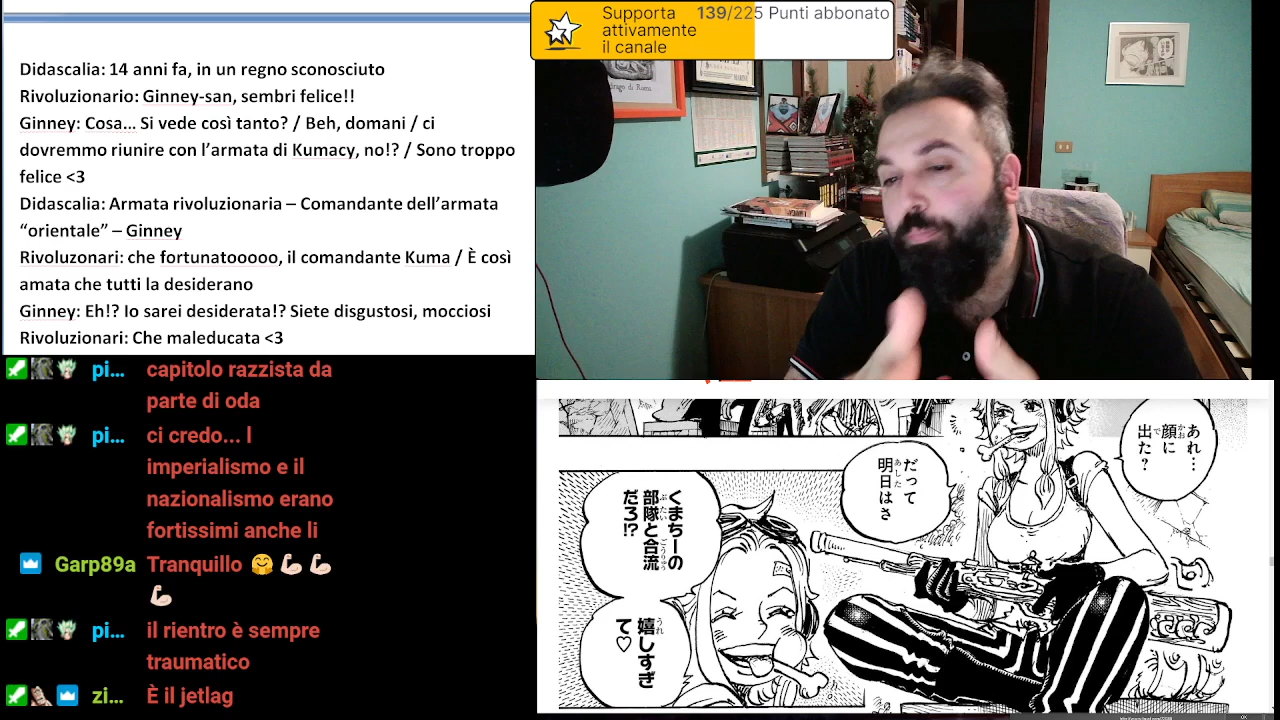 Didascalia: 14 anni fa, in un regno sconosciuto
Rivoluzionario: Ginney-san, sembri felice!!
Ginney: Cosa... Si vede così tanto? / Beh, domani / ci
dovremmo riunire con l’armata di Kumacy, no!? / Sono troppo
felice <3
Didascalia: Armata rivoluzionaria – Comandante dell’armata
“orientale” – Ginney
Rivoluzonari: che fortunatooooo, il comandante Kuma / È così
amata che tutti la desiderano
Ginney: Eh!? Io sarei desiderata!? Siete disgustosi, mocciosi
Rivoluzionari: Che maleducata <3
pi... capitolo razzista da
parte di oda
pi... ci credo... l
imperialismo e il
nazionalismo erano
fortissimi anche li
Garp89a Tranquillo 🤗 💪🏻 💪🏻
💪🏻
pi... il rientro è sempre
traumatico
zi... È il jetlag
Supporta
attivamente
il canale
139/225 Punti abbonato
あれ…
顔に
出た?
だって
明日はさ
くまちーの
部隊と合流
だろ!?
嬉しすぎ
て♡